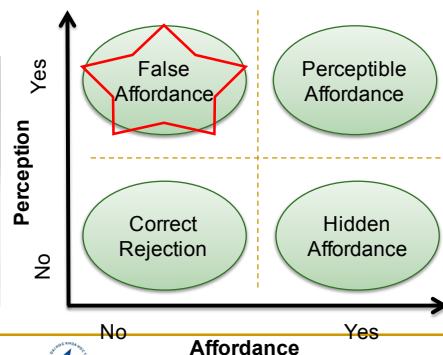 Yes
False
Affordance
Perceptible
Affordance
Perception
No
Correct
Rejection
Hidden
Affordance
No
Yes
Affordance